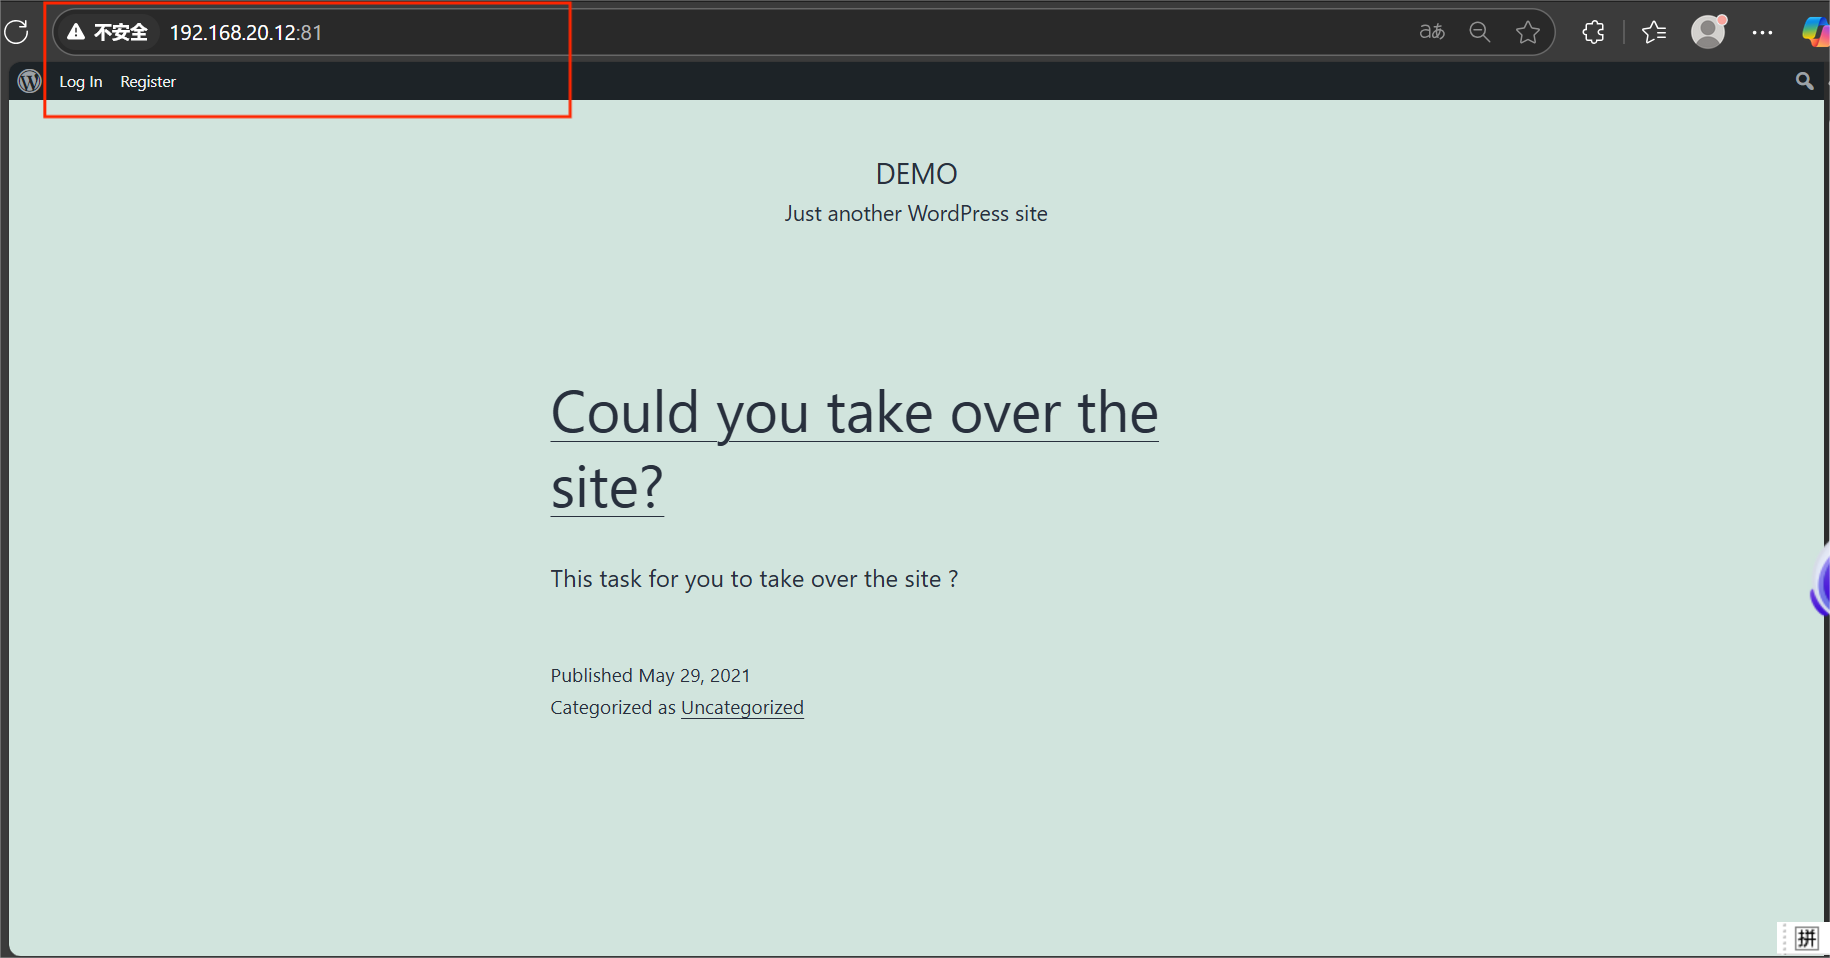 不安全 192.168.20.12:81
aあ
Log In Register
DEMO
Just another WordPress site
Could you take over the
site?
This task for you to take over the site ?
Published May 29, 2021
Categorized as Uncategorized
拼